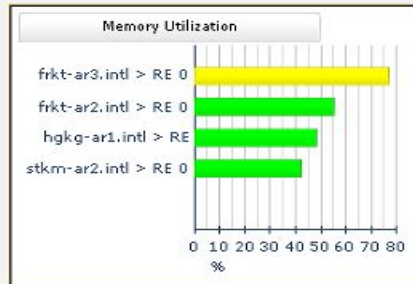 Memory Utilization
frkt-ar3.intl > RE 0
frkt-ar2.intl > RE 0
hgkg-ar1.intl > RE
stkm-ar2.intl > RE 0
0 10 20 30 40 50 60 70 80
%